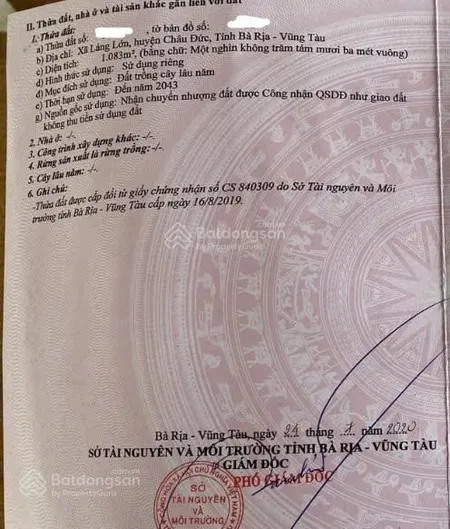 II. Thửa đất, nhà ở và tài sản khác gắn liền với đất
1. Thửa đất:
a) Thửa đất số: , tờ bản đồ số:
b) Địa chỉ: Xã Láng Lớn, huyện Châu Đức, Tỉnh Bà Rịa - Vũng Tàu
c) Diện tích: 1.083m², (bằng chữ: Một nghìn không trăm tám mươi ba mét vuông)
d) Hình thức sử dụng: Sử dụng riêng
đ) Mục đích sử dụng: Đất trồng cây lâu năm
e) Thời hạn sử dụng: Đến năm 2043
g) Nguồn gốc sử dụng: Nhận chuyển nhượng đất được Công nhận QSDĐ như giao đất
không thu tiền sử dụng đất
2. Nhà ở: -/-
3. Công trình xây dựng khác: -/-
4. Rừng sản xuất là rừng trồng: -/-
5. Cây lâu năm: -/-
6. Ghi chú:
-Thửa đất được cấp đổi từ giấy chứng nhận số CS 840309 do Sở Tài nguyên và Môi
trường tỉnh Bà Rịa - Vũng Tàu cấp ngày 16/8/2019.
Batdongsan
by PropertyGuru
Batdongsan
by PropertyGuru
Bà Rịa - Vũng Tàu, ngày 24 tháng 1 2020
SỞ TÀI NGUYÊN VÀ MÔI TRƯỜNG TỈNH BÀ RỊA - VŨNG TÀU
GIÁM ĐỐC
PHÓ GIÁM ĐỐC
Batdongsan
by PropertyGuru
SỞ
TÀI NGUYÊN
VÀ
MÔI TRƯỜNG